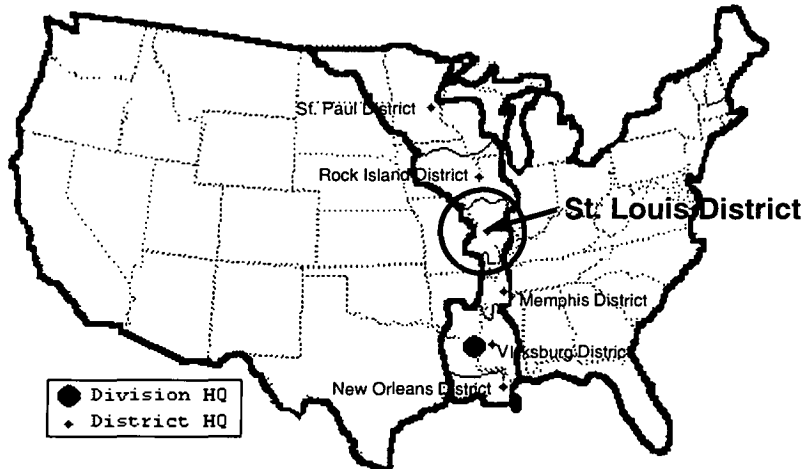 St. Paul District
Rock Island District
St. Louis District
Memphis District
Vicksburg District
New Orleans District
Division HQ
District HQ